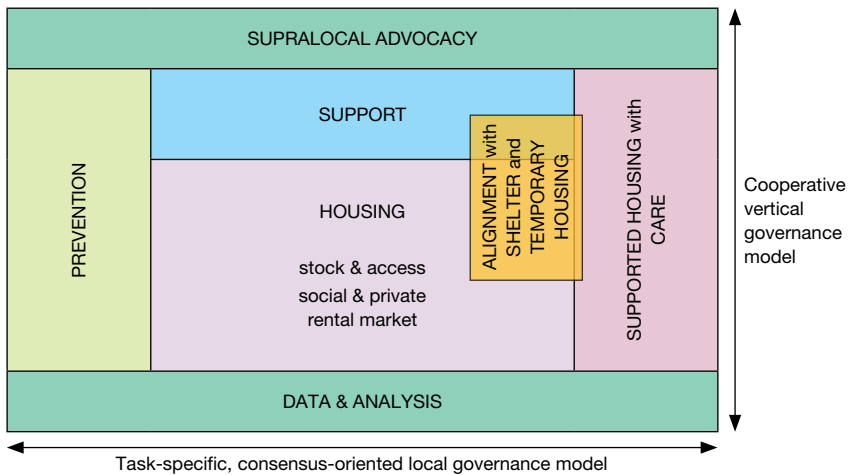 SUPRALOCAL ADVOCACY
PREVENTION
SUPPORT
HOUSING
stock & access
social & private
rental market
ALIGNMENT with
SHELTER and
TEMPORARY
HOUSING
SUPPORTED HOUSING with
CARE
Cooperative
vertical
governance
model
DATA & ANALYSIS
Task-specific, consensus-oriented local governance model